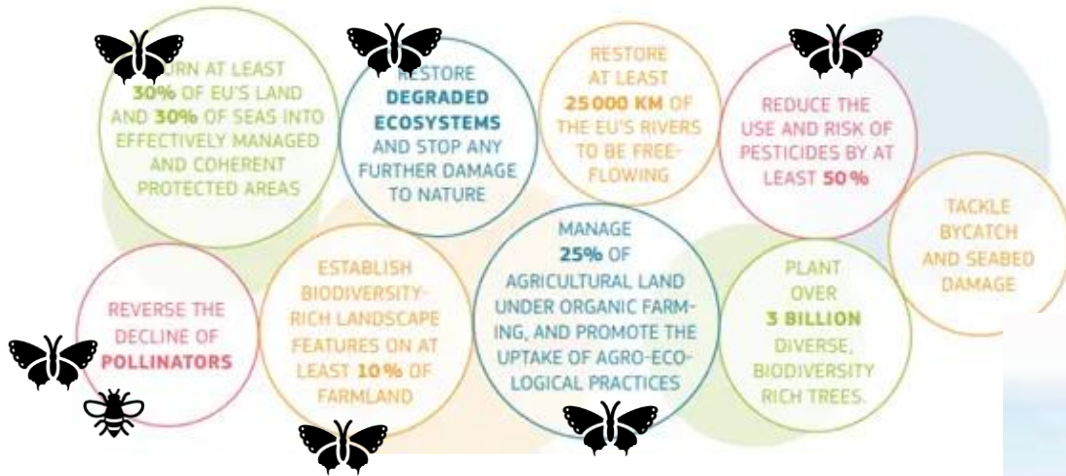 TURN AT LEAST
30% OF EU'S LAND
AND 30% OF SEAS INTO
EFFECTIVELY MANAGED
AND COHERENT
PROTECTED AREAS
RESTORE
DEGRADED
ECOSYSTEMS
AND STOP ANY
FURTHER DAMAGE
TO NATURE
RESTORE
AT LEAST
25000 KM OF
THE EU'S RIVERS
TO BE FREE-
FLOWING
REDUCE THE
USE AND RISK OF
PESTICIDES BY AT
LEAST 50%
TACKLE
BYCATCH
AND SEABED
DAMAGE
REVERSE THE
DECLINE OF
POLLINATORS
ESTABLISH
BIODIVERSITY-
RICH LANDSCAPE
FEATURES ON AT
LEAST 10% OF
FARMLAND
MANAGE
25% OF
AGRICULTURAL LAND
UNDER ORGANIC FARM-
ING, AND PROMOTE THE
UPTAKE OF AGRO-ECO-
LOGICAL PRACTICES
PLANT
OVER
3 BILLION
DIVERSE,
BIODIVERSITY
RICH TREES.